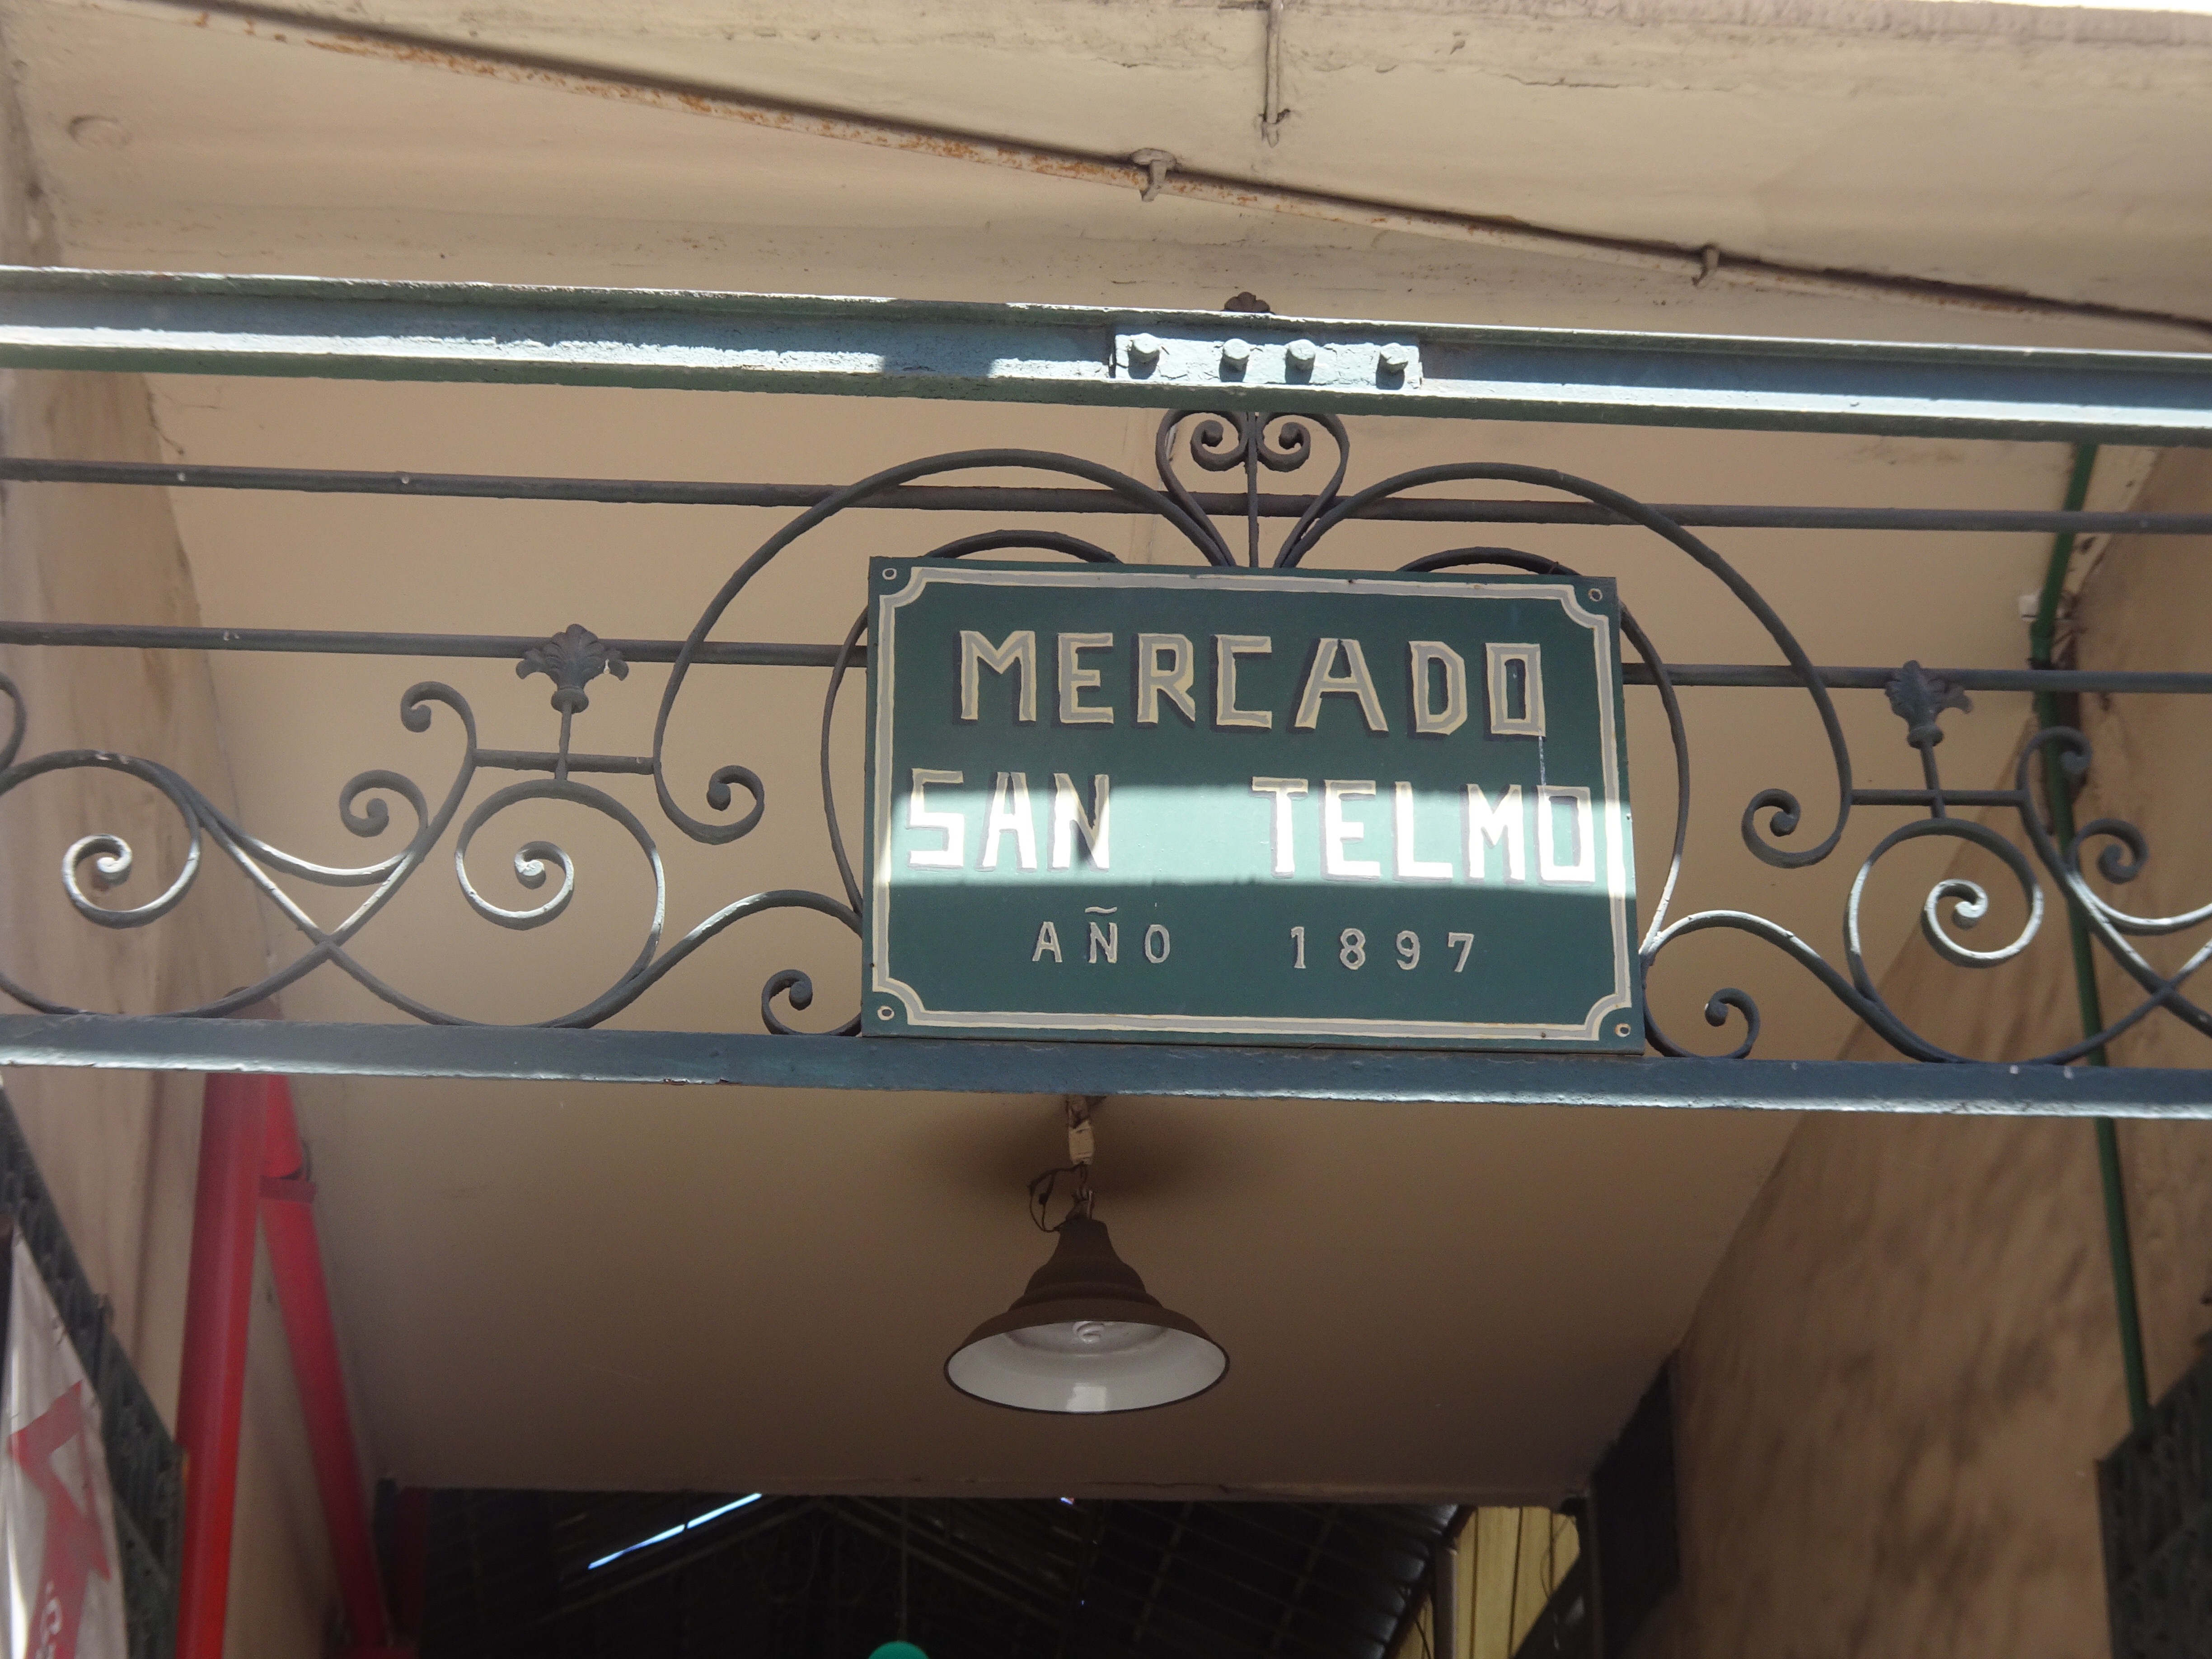 MERCADO
SAN TELMO
AÑO 1897